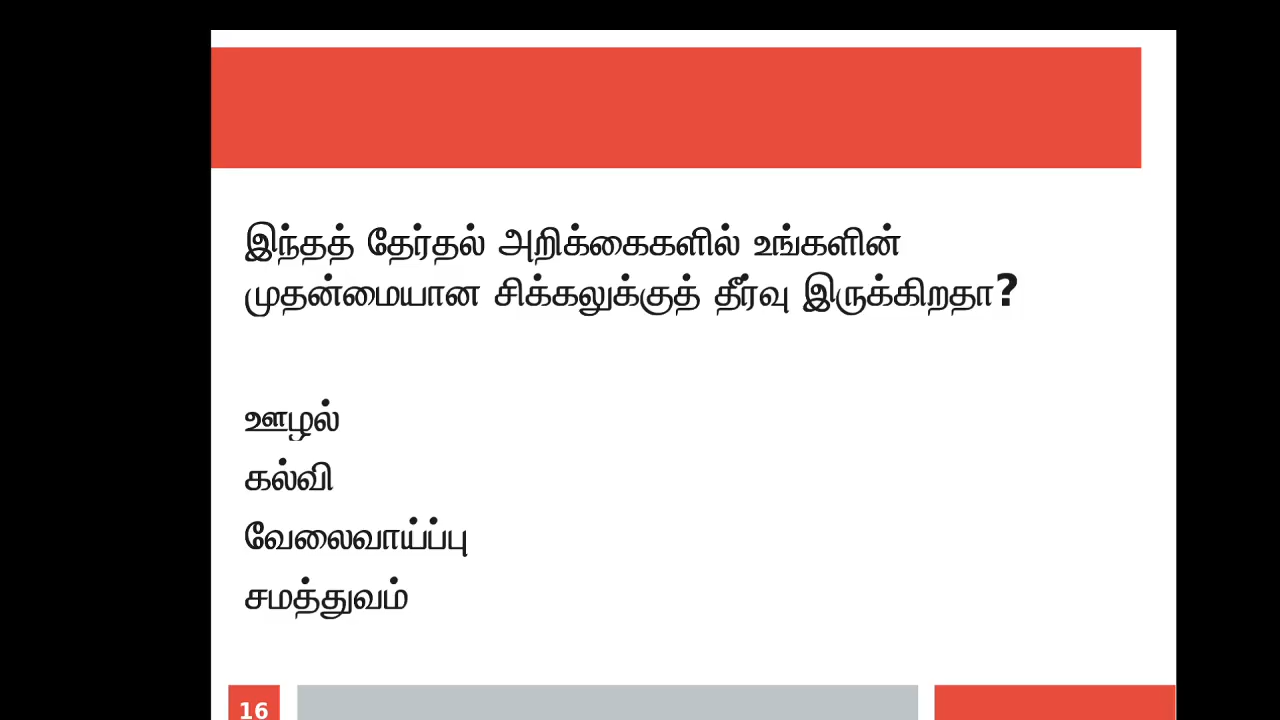 இந்தத் தேர்தல் அறிக்கைகளில் உங்களின்
முதன்மையான சிக்கலுக்குத் தீர்வு இருக்கிறதா?
ஊழல்
கல்வி
வேலைவாய்ப்பு
சமத்துவம்
16